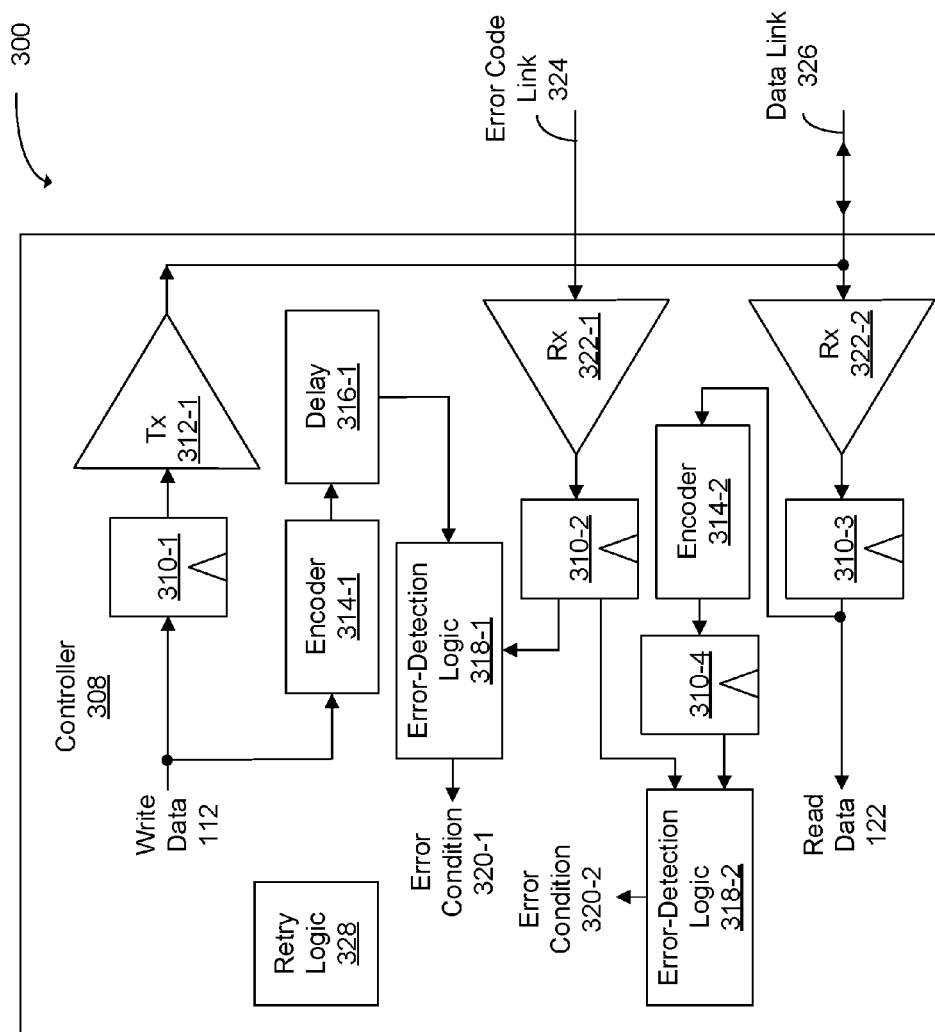 300
Controller
308
Write
Data
112
310-1
Tx
312-1
Encoder
314-1
Delay
316-1
Retry
Logic
328
Error
Condition
320-1
Error-Detection
Logic
318-1
Error Code
Link
324
Rx
322-1
310-2
Error
Condition
320-2
Error-Detection
Logic
318-2
310-4
Encoder
314-2
Data Link
326
Rx
322-2
310-3
Read
Data
122